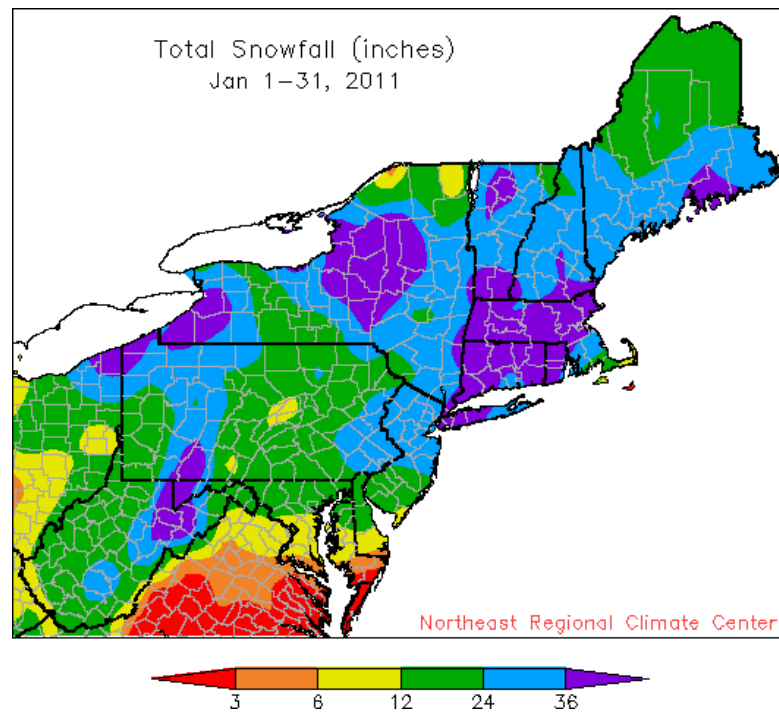 Total Snowfall (inches)
Jan 1–31, 2011
Northeast Regional Climate Center
3 6 12 24 36